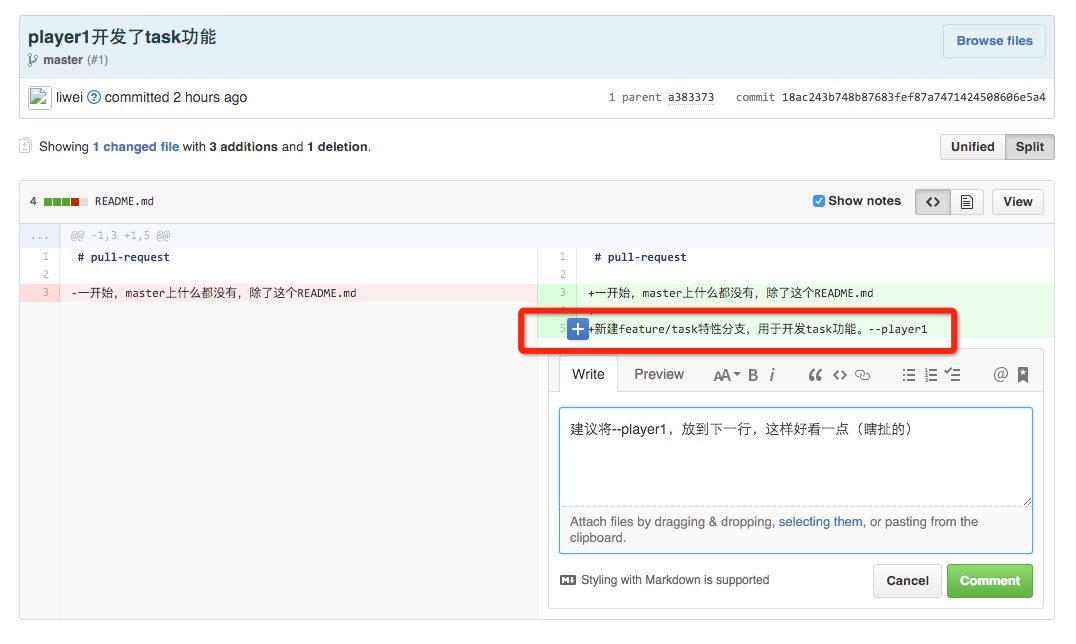 player1开发了task功能
Browse files
master (#1)
liwei committed 2 hours ago
1 parent a383373 commit 18ac243b748b87683fef87a7471424508606e5a4
Showing 1 changed file with 3 additions and 1 deletion.
Unified Split
4 README.md
Show notes
View
... @@ -1,3 +1,5 @@
1 # pull-request
1 # pull-request
2
2
3 -一开始，master上什么都没有，除了这个README.md
3 +一开始，master上什么都没有，除了这个README.md
5 +新建feature/task特性分支，用于开发task功能。--player1
Write Preview AA B i @
建议将--player1，放到下一行，这样好看一点（瞎扯的）
Attach files by dragging & dropping, selecting them, or pasting from the
clipboard.
Styling with Markdown is supported
Cancel Comment